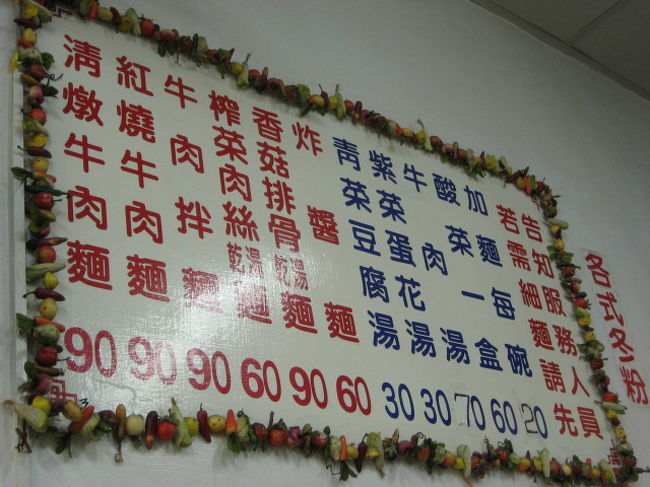 清燉牛肉麵 90
紅燒牛肉麵 90
牛肉拌麵 90
榨菜肉絲乾湯麵 60
香菇排骨乾湯麵 90
炸醬麵 60
青菜豆腐湯 30
紫菜蛋花湯 30
牛肉湯 70
酸菜一盒 60
加麵每碗 20
若需細麵請先
告知服務人員
各式冬粉